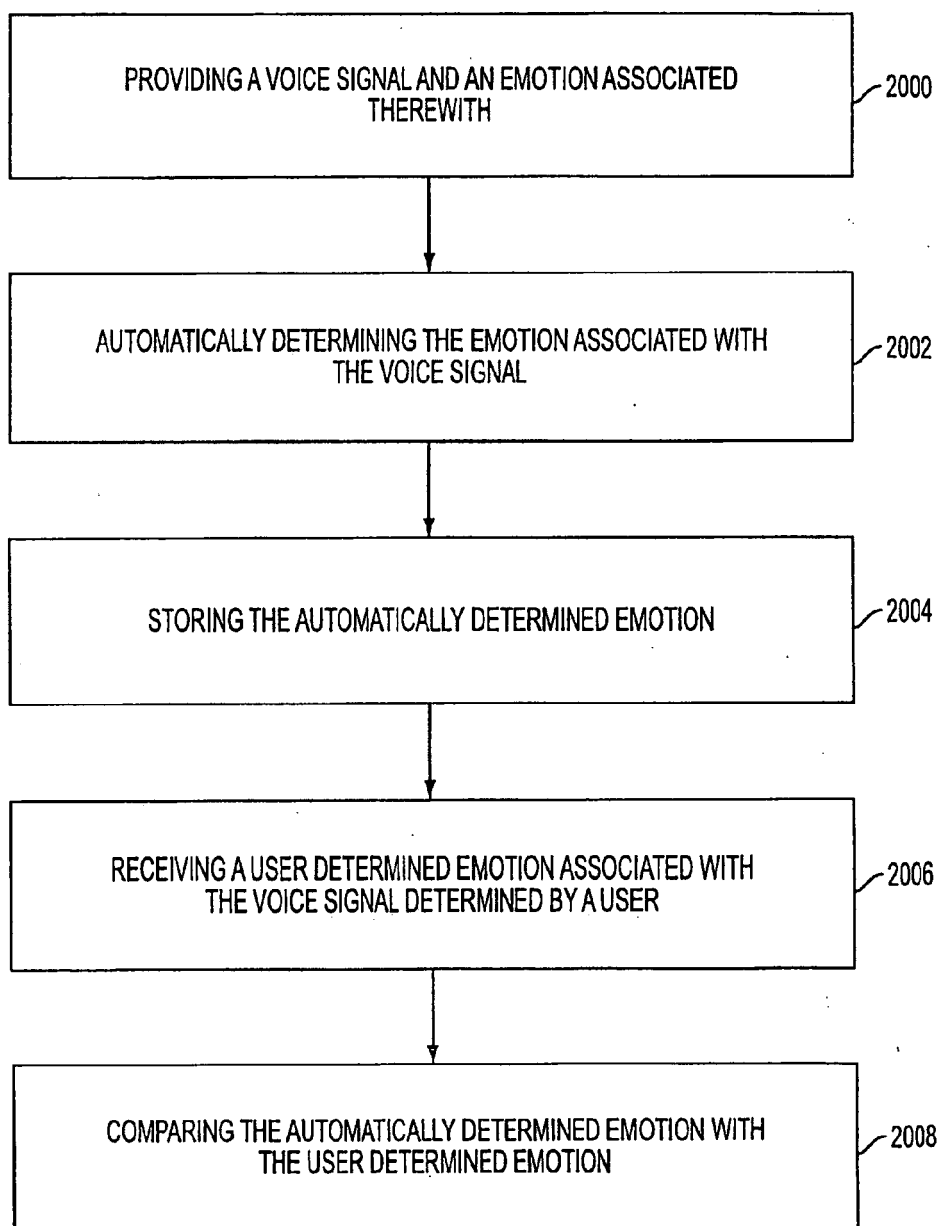 PROVIDING A VOICE SIGNAL AND AN EMOTION ASSOCIATED
THEREWITH
2000
AUTOMATICALLY DETERMINING THE EMOTION ASSOCIATED WITH
THE VOICE SIGNAL
2002
STORING THE AUTOMATICALLY DETERMINED EMOTION
2004
RECEIVING A USER DETERMINED EMOTION ASSOCIATED WITH
THE VOICE SIGNAL DETERMINED BY A USER
2006
COMPARING THE AUTOMATICALLY DETERMINED EMOTION WITH
THE USER DETERMINED EMOTION
2008